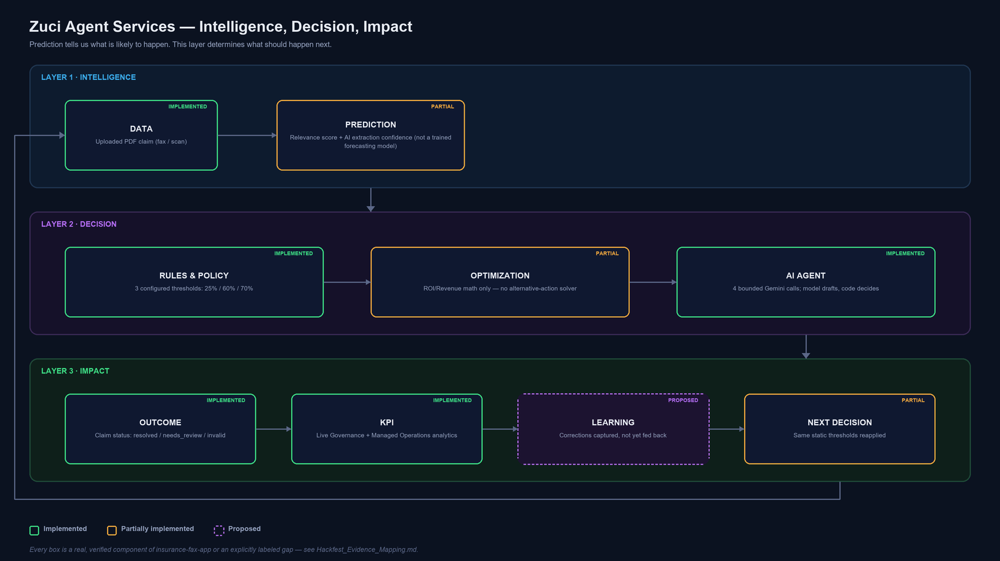 Zuci Agent Services — Intelligence, Decision, Impact
Prediction tells us what is likely to happen. This layer determines what should happen next.
LAYER 1 · INTELLIGENCE
IMPLEMENTED
DATA
Uploaded PDF claim (fax / scan)
PARTIAL
PREDICTION
Relevance score + AI extraction confidence (not a trained
forecasting model)
LAYER 2 · DECISION
IMPLEMENTED
RULES & POLICY
3 configured thresholds: 25% / 60% / 70%
PARTIAL
OPTIMIZATION
ROI/Revenue math only — no alternative-action solver
IMPLEMENTED
AI AGENT
4 bounded Gemini calls; model drafts, code decides
LAYER 3 · IMPACT
IMPLEMENTED
OUTCOME
Claim status: resolved / needs_review / invalid
IMPLEMENTED
KPI
Live Governance + Managed Operations analytics
PROPOSED
LEARNING
Corrections captured, not yet fed back
PARTIAL
NEXT DECISION
Same static thresholds reapplied
Implemented
Partially implemented
Proposed
Every box is a real, verified component of insurance-fax-app or an explicitly labeled gap — see Hackfest_Evidence_Mapping.md.